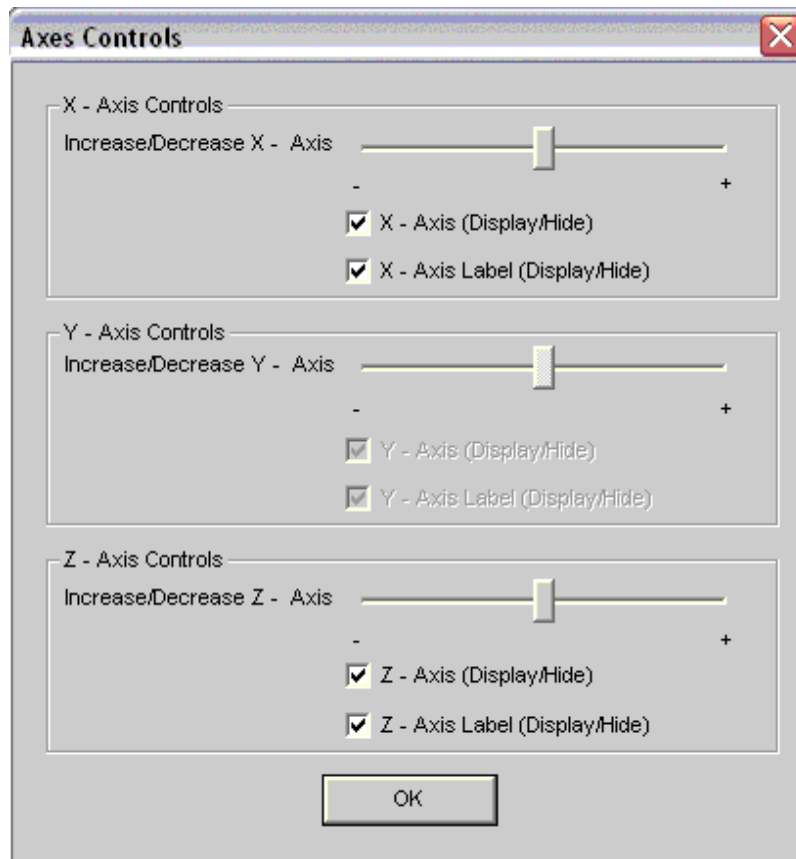 Axes Controls
X - Axis Controls
Increase/Decrease X - Axis
- +
X - Axis (Display/Hide)
X - Axis Label (Display/Hide)
Y - Axis Controls
Increase/Decrease Y - Axis
- +
Y - Axis (Display/Hide)
Y - Axis Label (Display/Hide)
Z - Axis Controls
Increase/Decrease Z - Axis
- +
Z - Axis (Display/Hide)
Z - Axis Label (Display/Hide)
OK